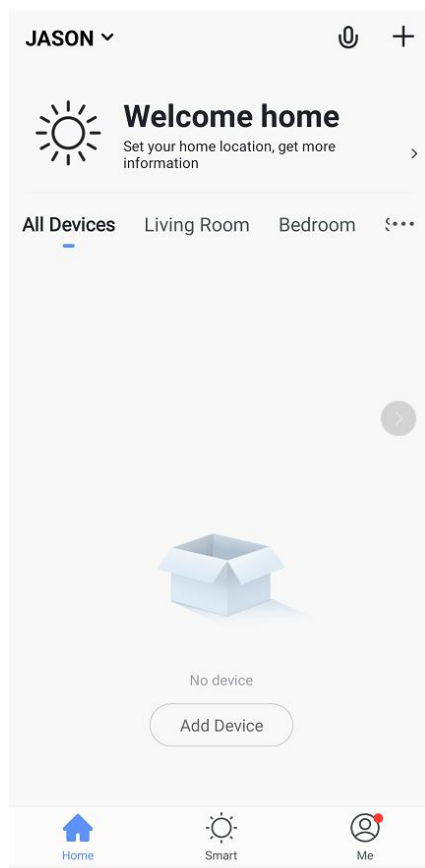 JASON
Welcome home
Set your home location, get more
information
All Devices Living Room Bedroom
No device
Add Device
Home Smart Me